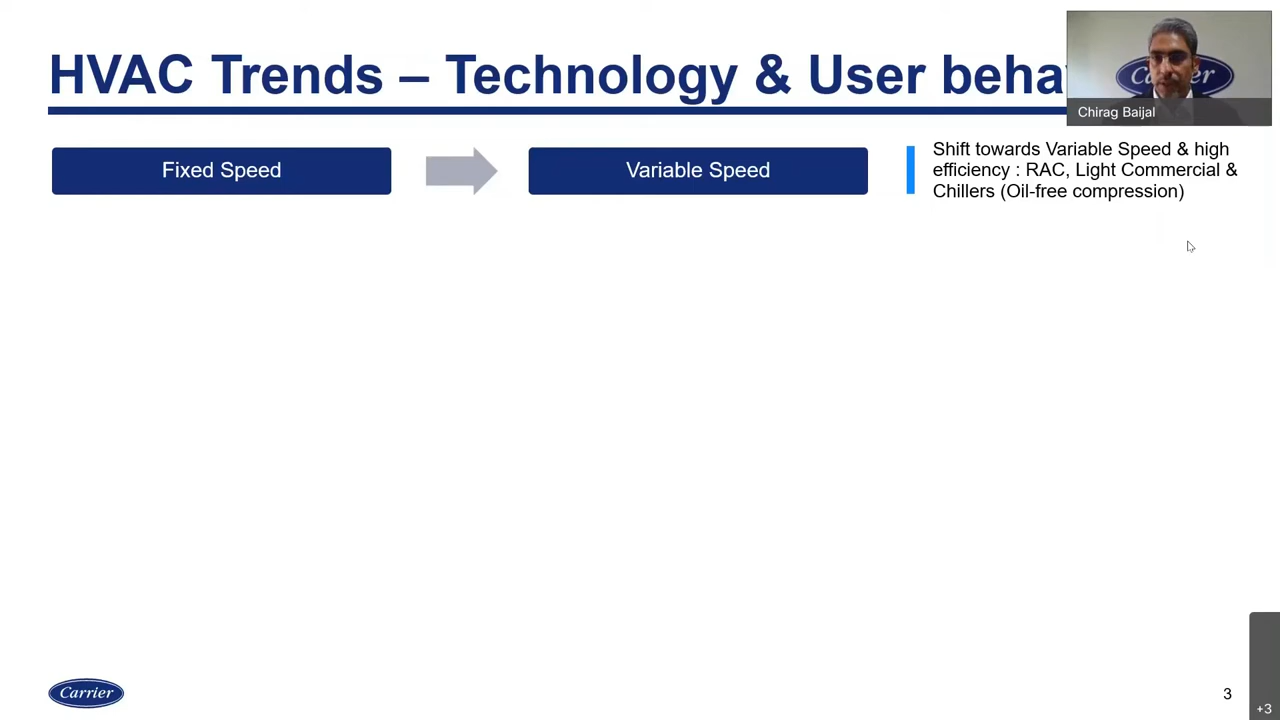 HVAC Trends – Technology & User beha
Chirag Baijal
Fixed Speed
Variable Speed
Shift towards Variable Speed & high
efficiency : RAC, Light Commercial &
Chillers (Oil-free compression)
Carrier
3
+3